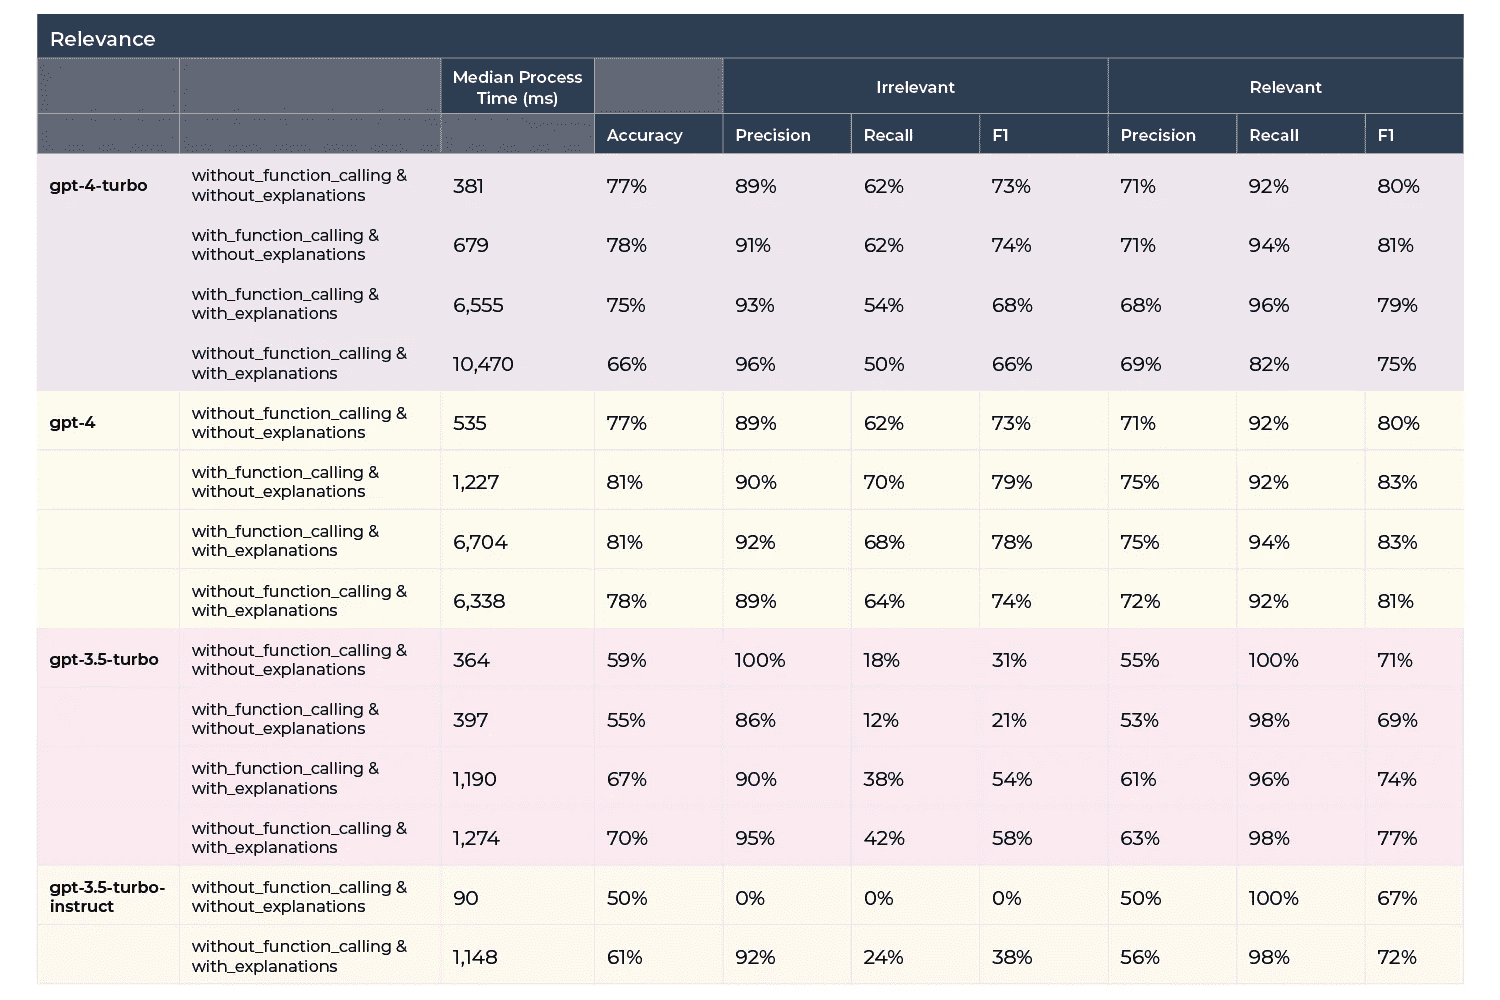 Relevance
Median Process Time (ms) Irrelevant Relevant
Accuracy Precision Recall F1 Precision Recall F1
gpt-4-turbo without_function_calling & without_explanations 381 77% 89% 62% 73% 71% 92% 80%
with_function_calling & without_explanations 679 78% 91% 62% 74% 71% 94% 81%
with_function_calling & with_explanations 6,555 75% 93% 54% 68% 68% 96% 79%
without_function_calling & with_explanations 10,470 66% 96% 50% 66% 69% 82% 75%
gpt-4 without_function_calling & without_explanations 535 77% 89% 62% 73% 71% 92% 80%
with_function_calling & without_explanations 1,227 81% 90% 70% 79% 75% 92% 83%
with_function_calling & with_explanations 6,704 81% 92% 68% 78% 75% 94% 83%
without_function_calling & with_explanations 6,338 78% 89% 64% 74% 72% 92% 81%
gpt-3.5-turbo without_function_calling & without_explanations 364 59% 100% 18% 31% 55% 100% 71%
with_function_calling & without_explanations 397 55% 86% 12% 21% 53% 98% 69%
with_function_calling & with_explanations 1,190 67% 90% 38% 54% 61% 96% 74%
without_function_calling & with_explanations 1,274 70% 95% 42% 58% 63% 98% 77%
gpt-3.5-turbo-instruct without_function_calling & without_explanations 90 50% 0% 0% 0% 50% 100% 67%
without_function_calling & with_explanations 1,148 61% 92% 24% 38% 56% 98% 72%